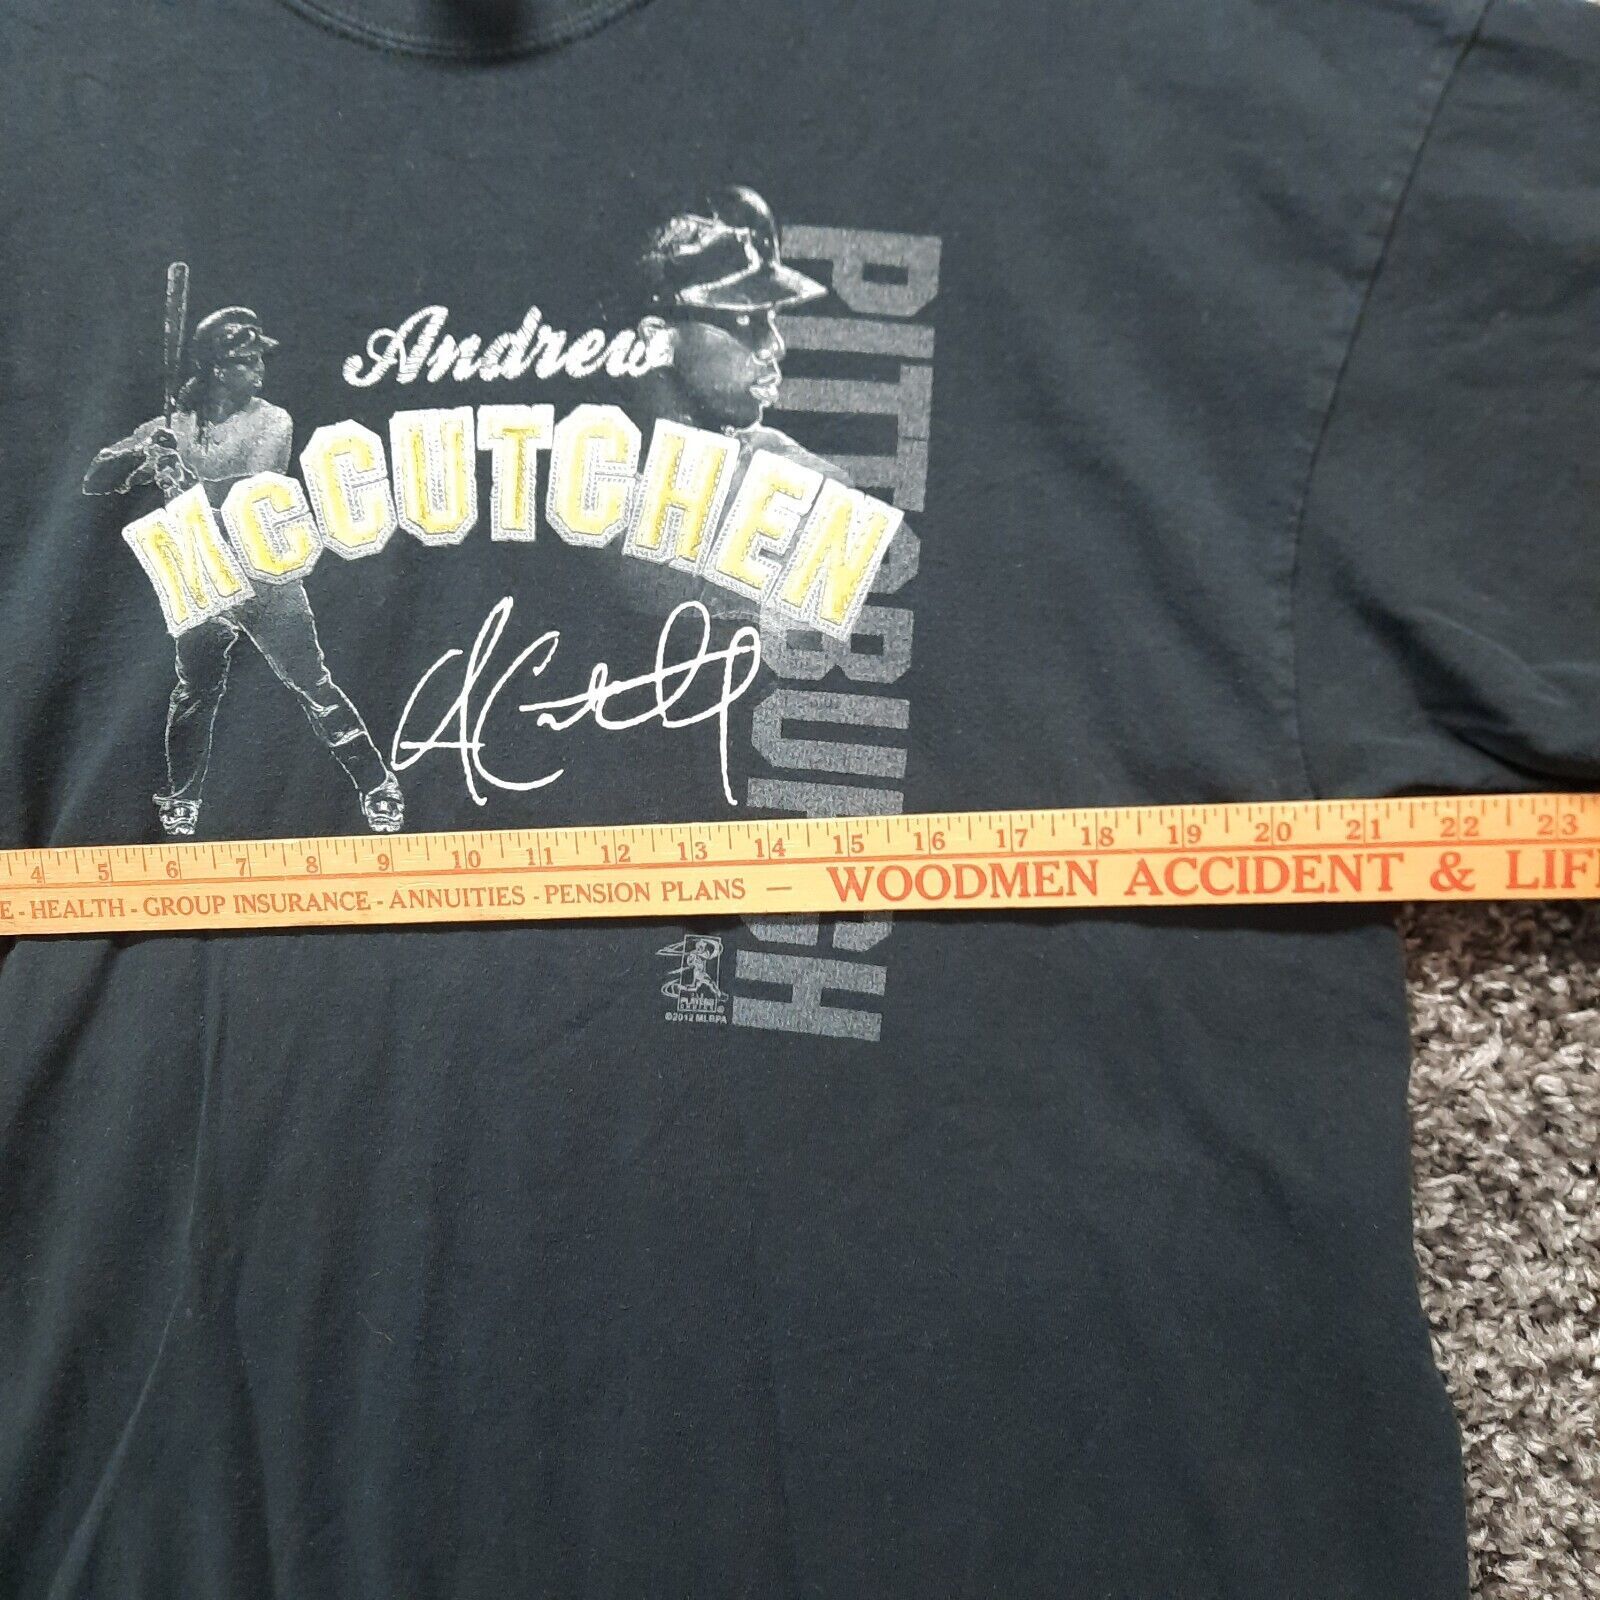 Andrew
McCUTCHEN
PITTSBURGH
4 5 6 7 8 9 10 11 12 13 14 15 16 17 18 19 20 21 22 23
E - HEALTH - GROUP INSURANCE - ANNUITIES - PENSION PLANS — WOODMEN ACCIDENT & LIF
©2012 MLBPA